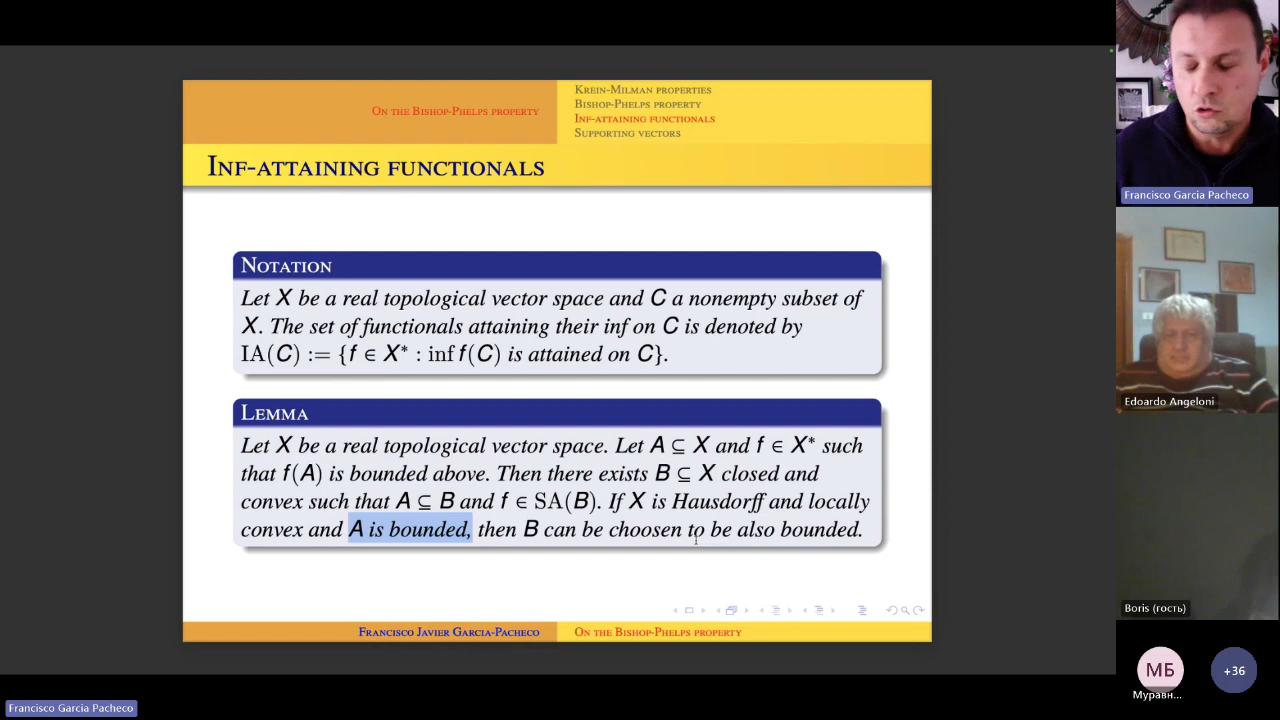 On the Bishop-Phelps property
Krein-Milman properties
Bishop-Phelps property
Inf-attaining functionals
Supporting vectors
Inf-attaining functionals
Notation
Let X be a real topological vector space and C a nonempty subset of
X. The set of functionals attaining their inf on C is denoted by
IA(C) := {f ∈ X* : inf f(C) is attained on C}.
Lemma
Let X be a real topological vector space. Let A ⊆ X and f ∈ X* such
that f(A) is bounded above. Then there exists B ⊆ X closed and
convex such that A ⊆ B and f ∈ SA(B). If X is Hausdorff and locally
convex and A is bounded, then B can be choosen to be also bounded.
Francisco Javier Garcia-Pacheco
On the Bishop-Phelps property
Francisco Garcia Pacheco
Edoardo Angeloni
Boris (гость)
МБ
Муравн...
+36
Francisco Garcia Pacheco